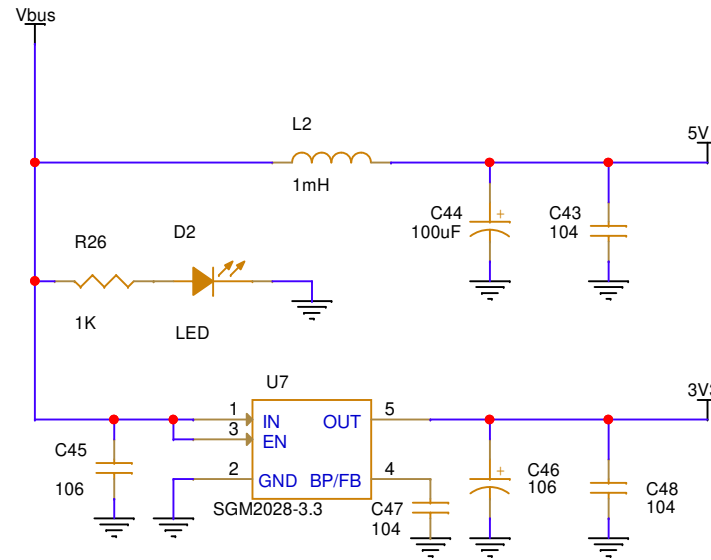 Vbus
L2
5V
1mH
C44
100uF
+
C43
104
R26
D2
1K
LED
U7
3V3
1
IN
OUT
5
3
EN
C45
106
2
GND
BP/FB
4
SGM2028-3.3
C47
104
+
C46
106
C48
104